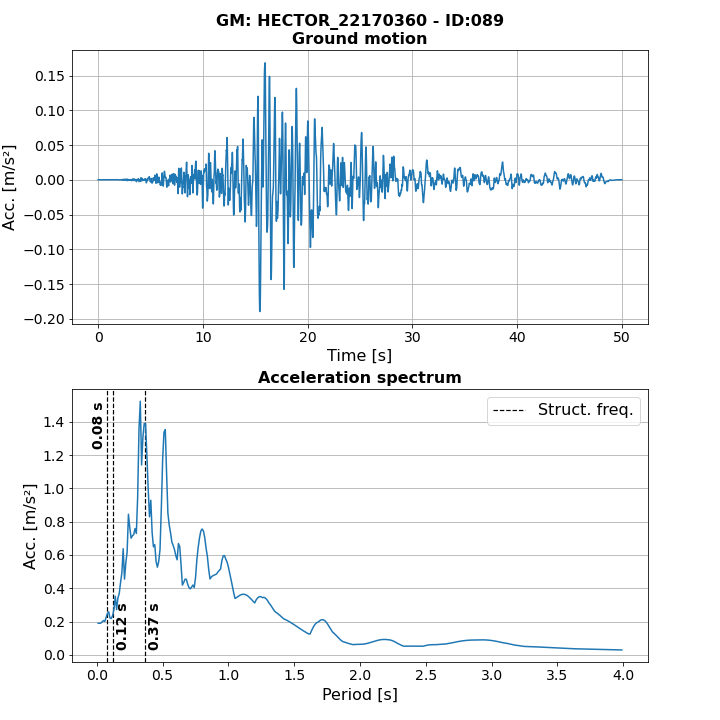 GM: HECTOR_22170360 - ID:089
Ground motion
0.15
0.10
0.05
0.00
−0.05
−0.10
−0.15
−0.20
Acc. [m/s²]
0 10 20 30 40 50
Time [s]
Acceleration spectrum
Struct. freq.
0.08 s
0.12 s
0.37 s
1.4
1.2
1.0
0.8
0.6
0.4
0.2
0.0
Acc. [m/s²]
0.0 0.5 1.0 1.5 2.0 2.5 3.0 3.5 4.0
Period [s]